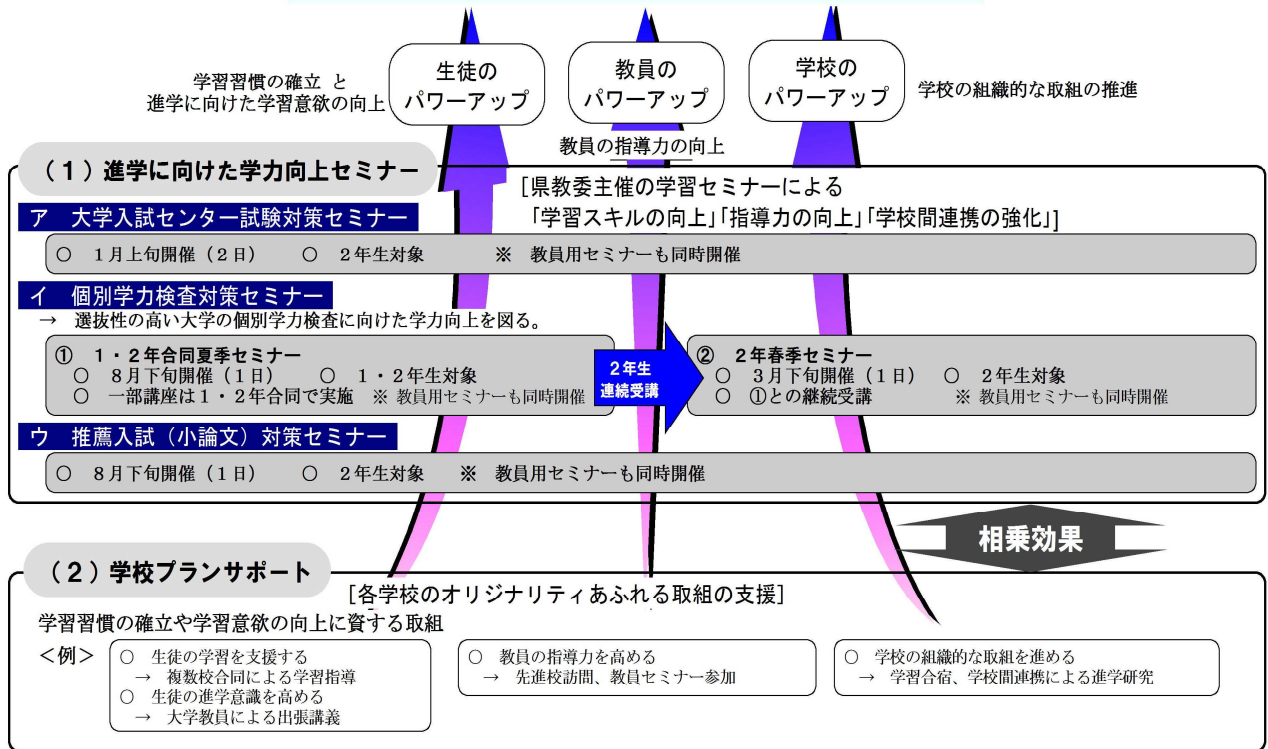 学習習慣の確立 と
進学に向けた学習意欲の向上
生徒の
パワーアップ
教員の
パワーアップ
教員の指導力の向上
学校の
パワーアップ
学校の組織的な取組の推進
（１）進学に向けた学力向上セミナー
[県教委主催の学習セミナーによる
「学習スキルの向上」「指導力の向上」「学校間連携の強化」]
ア 大学入試センター試験対策セミナー
○ １月上旬開催（２日） ○ ２年生対象 ※ 教員用セミナーも同時開催
イ 個別学力検査対策セミナー
→ 選抜性の高い大学の個別学力検査に向けた学力向上を図る。
① １・２年合同夏季セミナー
○ ８月下旬開催（１日） ○ １・２年生対象
○ 一部講座は１・２年合同で実施 ※ 教員用セミナーも同時開催
２年生
連続受講
② ２年春季セミナー
○ ３月下旬開催（１日） ○ ２年生対象
○ ①との継続受講 ※ 教員用セミナーも同時開催
ウ 推薦入試（小論文）対策セミナー
○ ８月下旬開催（１日） ○ ２年生対象 ※ 教員用セミナーも同時開催
相乗効果
（２）学校プランサポート
[各学校のオリジナリティあふれる取組の支援]
学習習慣の確立や学習意欲の向上に資する取組
＜例＞
○ 生徒の学習を支援する
→ 複数校合同による学習指導
○ 生徒の進学意識を高める
→ 大学教員による出張講義
○ 教員の指導力を高める
→ 先進校訪問、教員セミナー参加
○ 学校の組織的な取組を進める
→ 学習合宿、学校間連携による進学研究